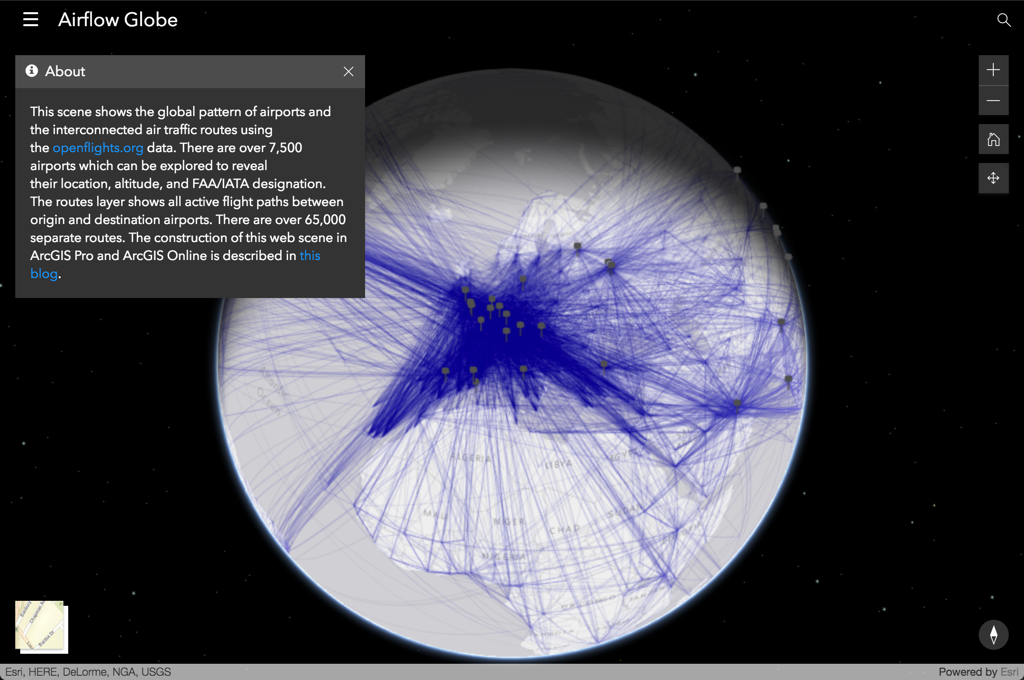 Airflow Globe
About
This scene shows the global pattern of airports and
the interconnected air traffic routes using
the openflights.org data. There are over 7,500
airports which can be explored to reveal
their location, altitude, and FAA/IATA designation.
The routes layer shows all active flight paths between
origin and destination airports. There are over 65,000
separate routes. The construction of this web scene in
ArcGIS Pro and ArcGIS Online is described in this
blog.
ALGERIA
LIBYA
MALI
NIGER
CHAD
SUDAN
NIGERIA
Esri, HERE, DeLorme, NGA, USGS
Powered by Esri